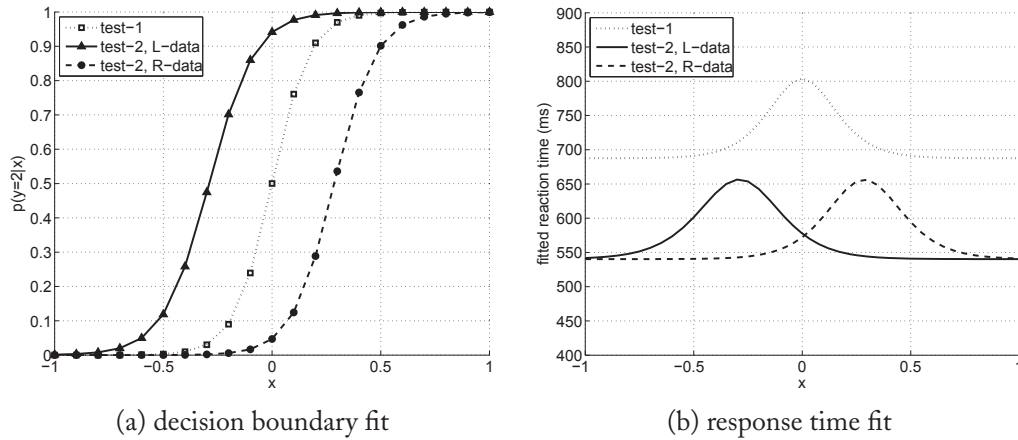 test−1
test−2, L−data
test−2, R−data
p(y=2|x)
1
0.9
0.8
0.7
0.6
0.5
0.4
0.3
0.2
0.1
0
−1
−0.5
0
0.5
1
x
(a) decision boundary fit
test−1
test−2, L−data
test−2, R−data
fitted reaction time (ms)
900
850
800
750
700
650
600
550
500
450
400
−1
−0.5
0
0.5
1
x
(b) response time fit